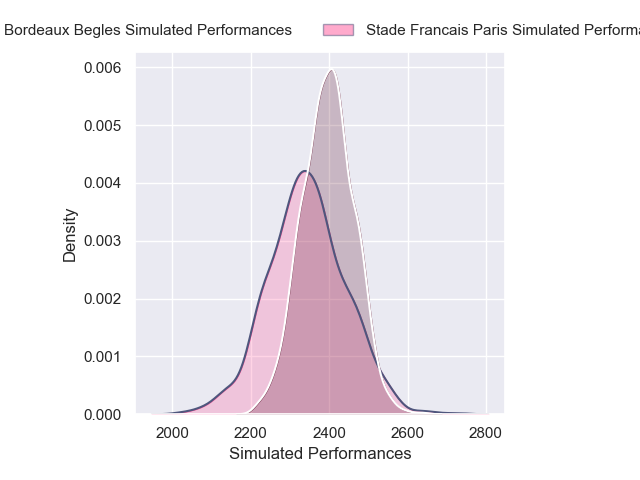 Bordeaux Begles Simulated Performances Stade Francais Paris Simulated
0.006
0.005
0.004
0.003
0.002
0.001
0.000
Density
2000 2200 2400 2600 2800
Simulated Performances